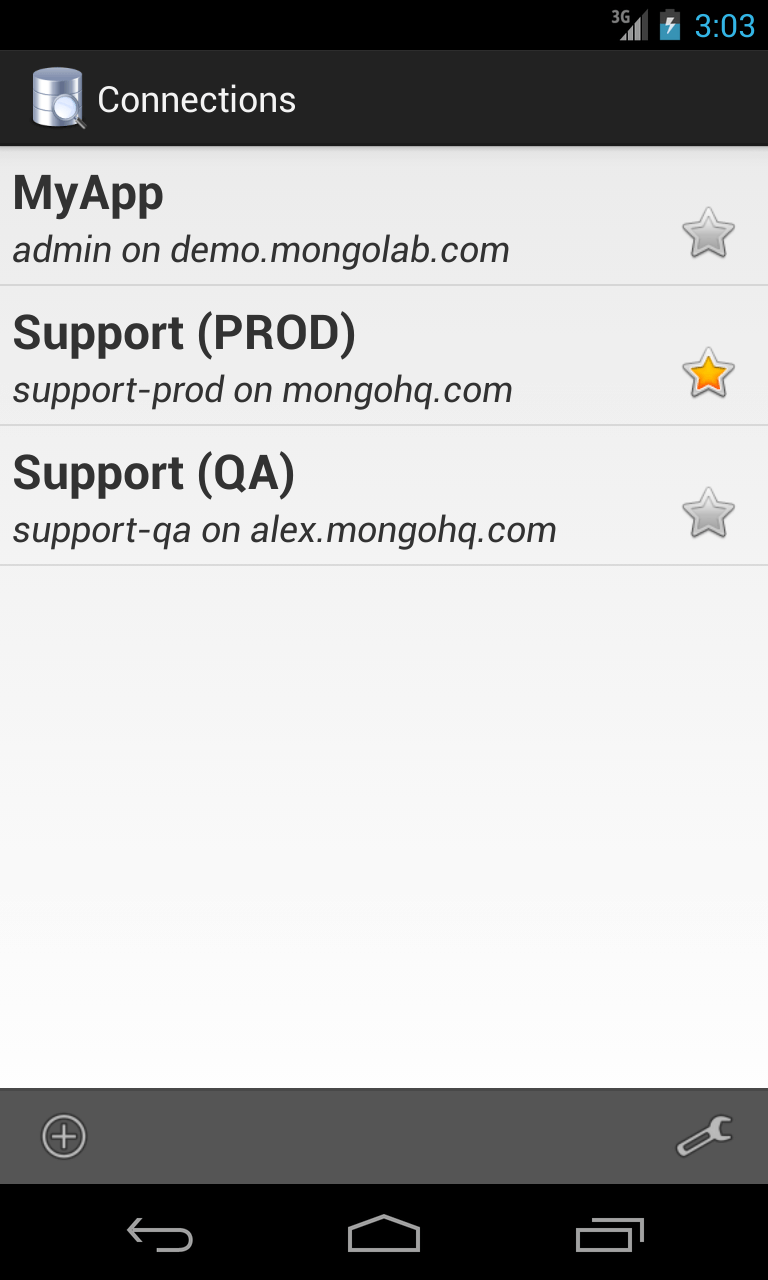 3G 3:03
Connections
MyApp
admin on demo.mongolab.com
Support (PROD)
support-prod on mongohq.com
Support (QA)
support-qa on alex.mongohq.com